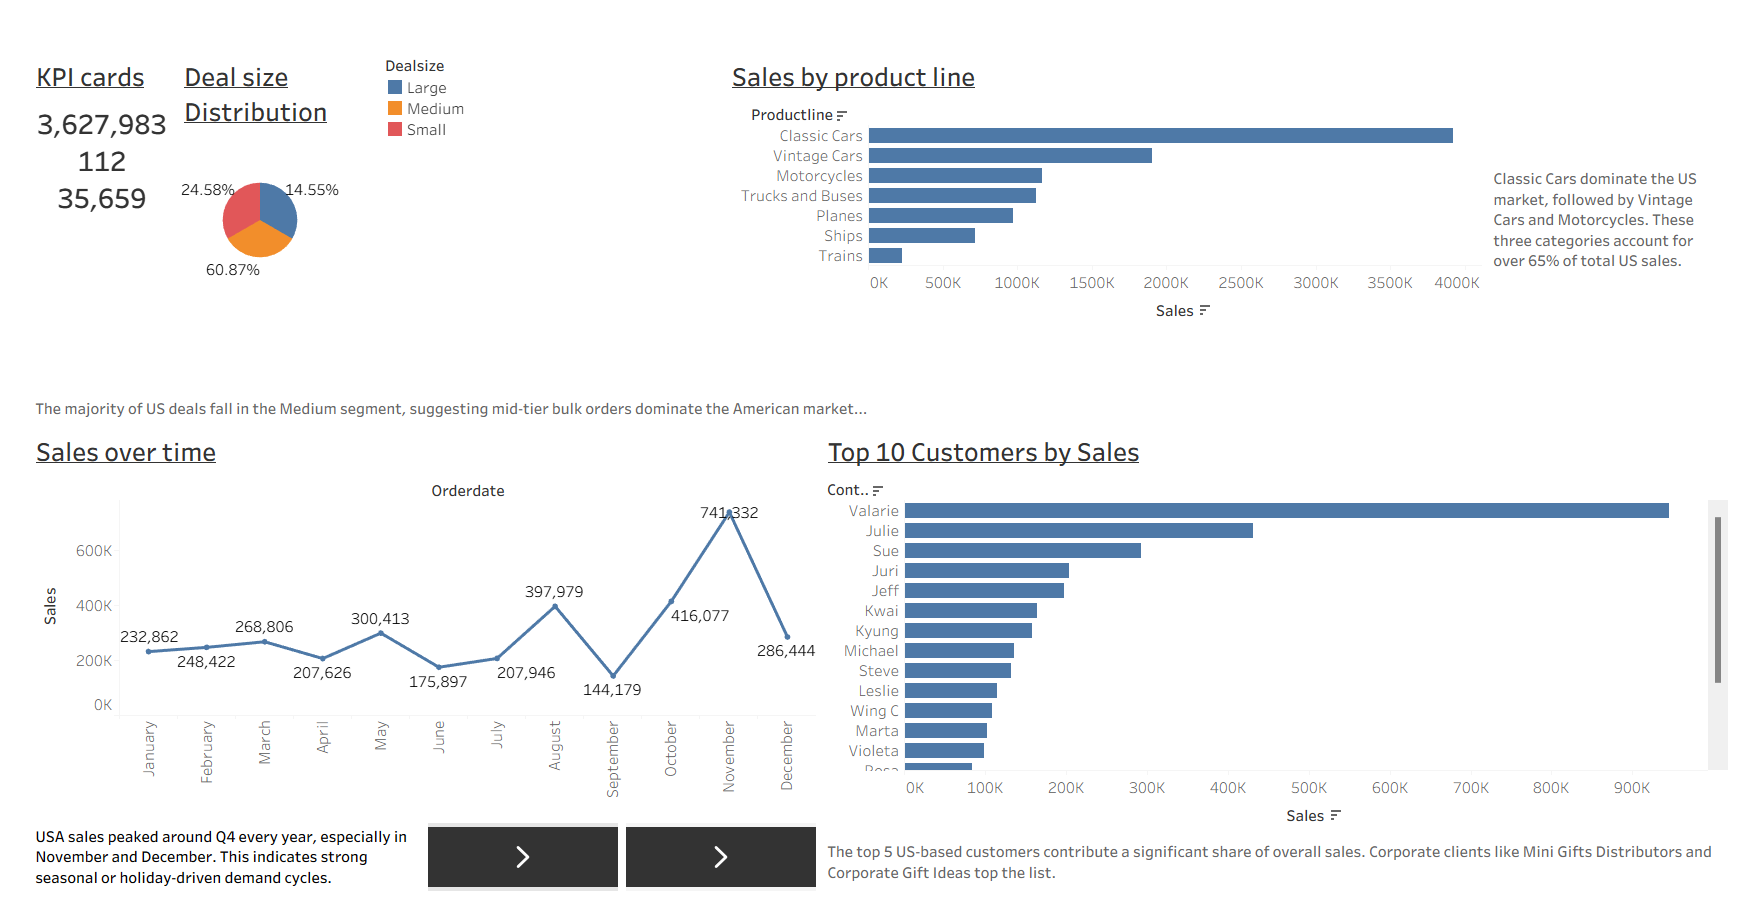 KPI cards
3,627,983
112
35,659
Deal size
Distribution
24.58%
14.55%
60.87%
Dealsize
Large
Medium
Small
Sales by product line
Productline
Classic Cars
Vintage Cars
Motorcycles
Trucks and Buses
Planes
Ships
Trains
0K 500K 1000K 1500K 2000K 2500K 3000K 3500K 4000K
Sales
Classic Cars dominate the US
market, followed by Vintage
Cars and Motorcycles. These
three categories account for
over 65% of total US sales.
The majority of US deals fall in the Medium segment, suggesting mid-tier bulk orders dominate the American market...
Sales over time
Orderdate
Sales
600K
400K
200K
0K
232,862
248,422
268,806
207,626
300,413
175,897
207,946
397,979
144,179
416,077
741,332
286,444
January
February
March
April
May
June
July
August
September
October
November
December
USA sales peaked around Q4 every year, especially in
November and December. This indicates strong
seasonal or holiday-driven demand cycles.
Top 10 Customers by Sales
Cont..
Valarie
Julie
Sue
Juri
Jeff
Kwai
Kyung
Michael
Steve
Leslie
Wing C
Marta
Violeta
0K 100K 200K 300K 400K 500K 600K 700K 800K 900K
Sales
The top 5 US-based customers contribute a significant share of overall sales. Corporate clients like Mini Gifts Distributors and
Corporate Gift Ideas top the list.